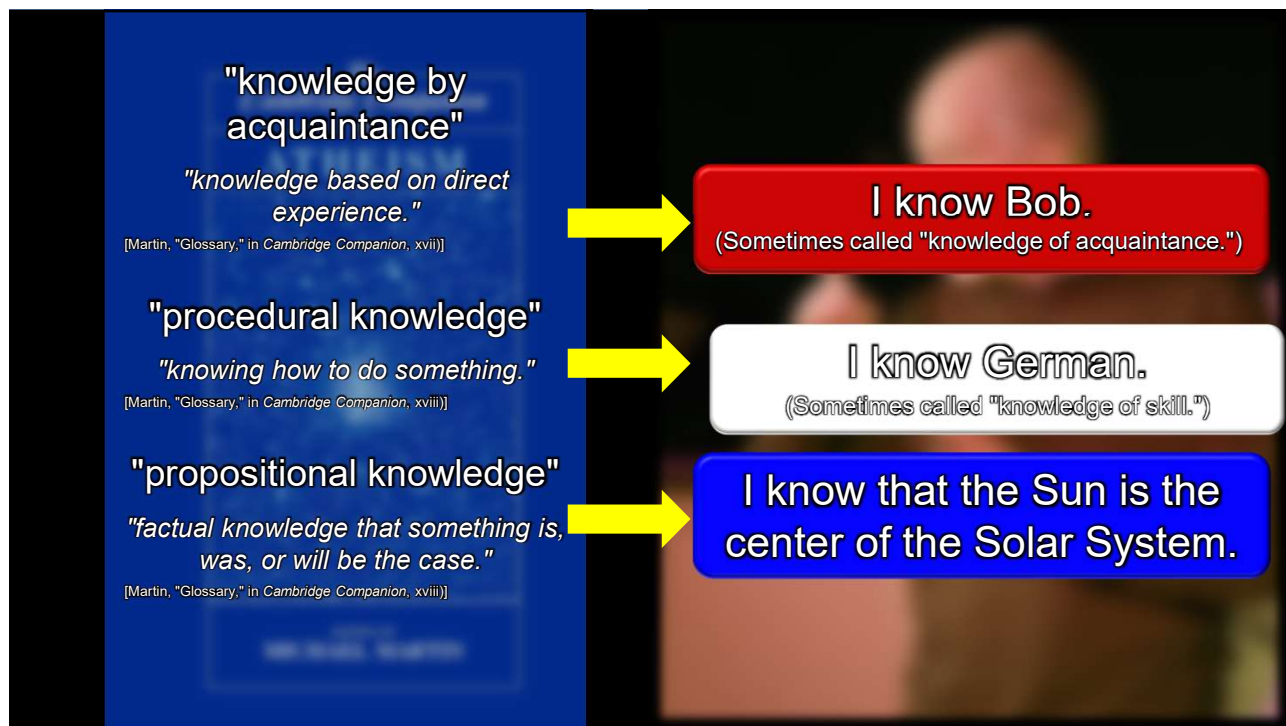 "knowledge by
acquaintance"
"knowledge based on direct
experience."
[Martin, "Glossary," in Cambridge Companion, xvii)]
"procedural knowledge"
"knowing how to do something."
[Martin, "Glossary," in Cambridge Companion, xviii)]
"propositional knowledge"
"factual knowledge that something is,
was, or will be the case."
[Martin, "Glossary," in Cambridge Companion, xviii)]
ATHEISM
MICHAEL MARTIN
I know Bob.
(Sometimes called "knowledge of acquaintance.")
I know German.
(Sometimes called "knowledge of skill.")
I know that the Sun is the
center of the Solar System.